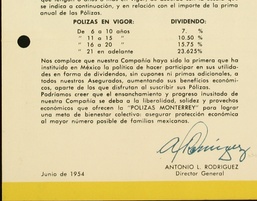 se indica a continuación, y en relación con el importe de la prima
anual de las Pólizas.
POLIZAS EN VIGOR: DIVIDENDO:
De 6 a 10 años 7. %
" 11 a 15 " 10.50 %
" 16 a 20 " 15.75 %
" 21 en adelante 23.625%
Nos complace que nuestra Compañía haya sido la primera que ha
instituido en México la política de hacer participar en sus utili-
dades en forma de dividendos, sin cupones ni primas adicionales, a
todos nuestros Asegurados, aumentando sus beneficios económi-
cos, aparte de los que disfrutan al suscribir sus Pólizas.
Podríamos creer que el ensanchamiento y progreso inusitado de
nuestra Compañía se deba a la liberalidad, solidez y provechos
económicos que ofrecen la "POLIZAS MONTERREY" para lograr
una meta de bienestar colectivo: asegurar protección económica
al mayor número posible de familias mexicanas.
A Rodriguez
ANTONIO L. RODRIGUEZ
Director General
Junio de 1954